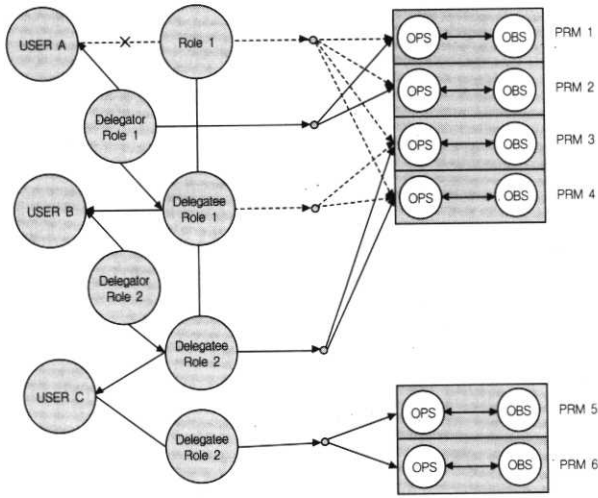 USER A
Role 1
OPS
OBS
PRM 1
OPS
OBS
PRM 2
Delegator
Role 1
OPS
OBS
PRM 3
OPS
OBS
PRM 4
USER B
Delegatee
Role 1
Delegator
Role 2
Delegatee
Role 2
USER C
OPS
OBS
PRM 5
Delegatee
Role 2
OPS
OBS
PRM 6